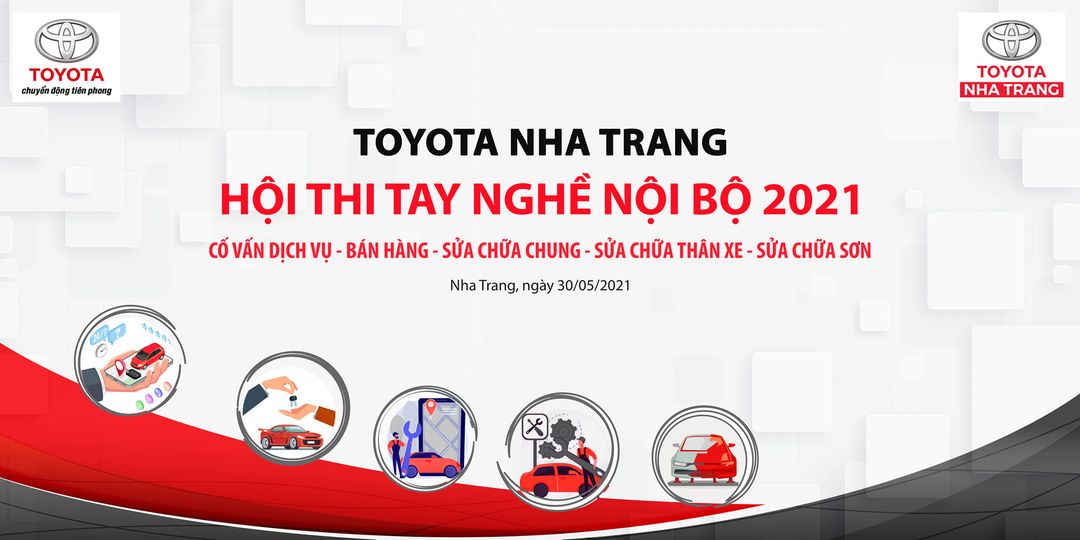 TOYOTA
chuyển động tiên phong
TOYOTA
NHA TRANG
TOYOTA NHA TRANG
HỘI THI TAY NGHỀ NỘI BỘ 2021
CỐ VẤN DỊCH VỤ - BÁN HÀNG - SỬA CHỮA CHUNG - SỬA CHỮA THÂN XE - SỬA CHỮA SƠN
Nha Trang, ngày 30/05/2021